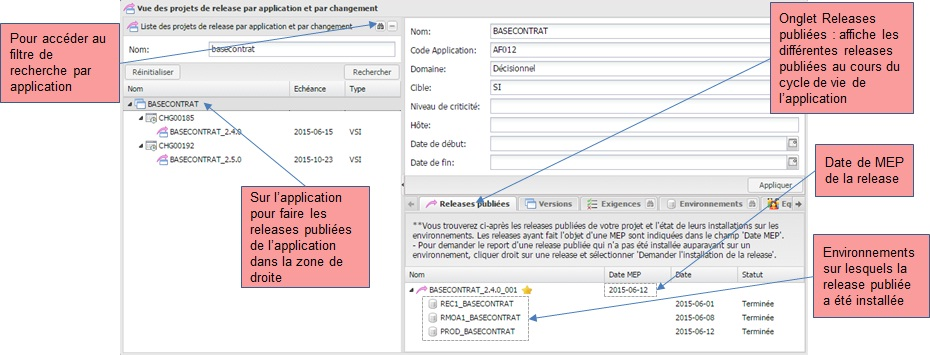 Vue des projets de release par application et par changement
Liste des projets de release par application et par changement
Nom:
basecontrat
Réinitialiser
Rechercher
Nom
Echéance
Type
BASECONTRAT
CHG00185
BASECONTRAT_2.4.0
2015-06-15
VSI
CHG00192
BASECONTRAT_2.5.0
2015-10-23
VSI
Pour accéder au
filtre de
recherche par
application
Sur l'application
pour faire les
releases publiées
de l'application
dans la zone de
droite
Nom:
BASECONTRAT
Code Application:
AF012
Domaine:
Décisionnel
Cible:
SI
Niveau de criticité:
Hôte:
Date de début:
Date de fin:
Appliquer
Releases publiées
Versions
Exigences
Environnements
Eq
**Vous trouverez ci-après les releases publiées de votre projet et l'état de leurs installations sur les
environnements. Les releases ayant fait l'objet d'une MEP sont indiquées dans le champ 'Date MEP'.
- Pour demander le report d'une release publiée qui n'a pas été installée auparavant sur un
environnement, cliquer droit sur une release et sélectionner 'Demander l'installation de la release'.
Nom
Date MEP
Date
Statut
BASECONTRAT_2.4.0_001
2015-06-12
REC1_BASECONTRAT
2015-06-01
Terminée
RMOA1_BASECONTRAT
2015-06-08
Terminée
PROD_BASECONTRAT
2015-06-12
Terminée
Onglet Releases
publiées : affiche les
différentes releases
publiées au cours du
cycle de vie de
l'application
Date de MEP
de la release
Environnements
sur lesquels la
release publiée
a été installée